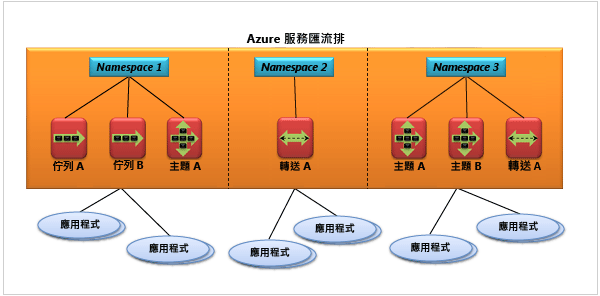 Azure 服務匯流排
Namespace 1
Namespace 2
Namespace 3
佇列 A
佇列 B
主題 A
轉送 A
主題 A
主題 B
轉送 A
應用程式
應用程式
應用程式
應用程式
應用程式
應用程式